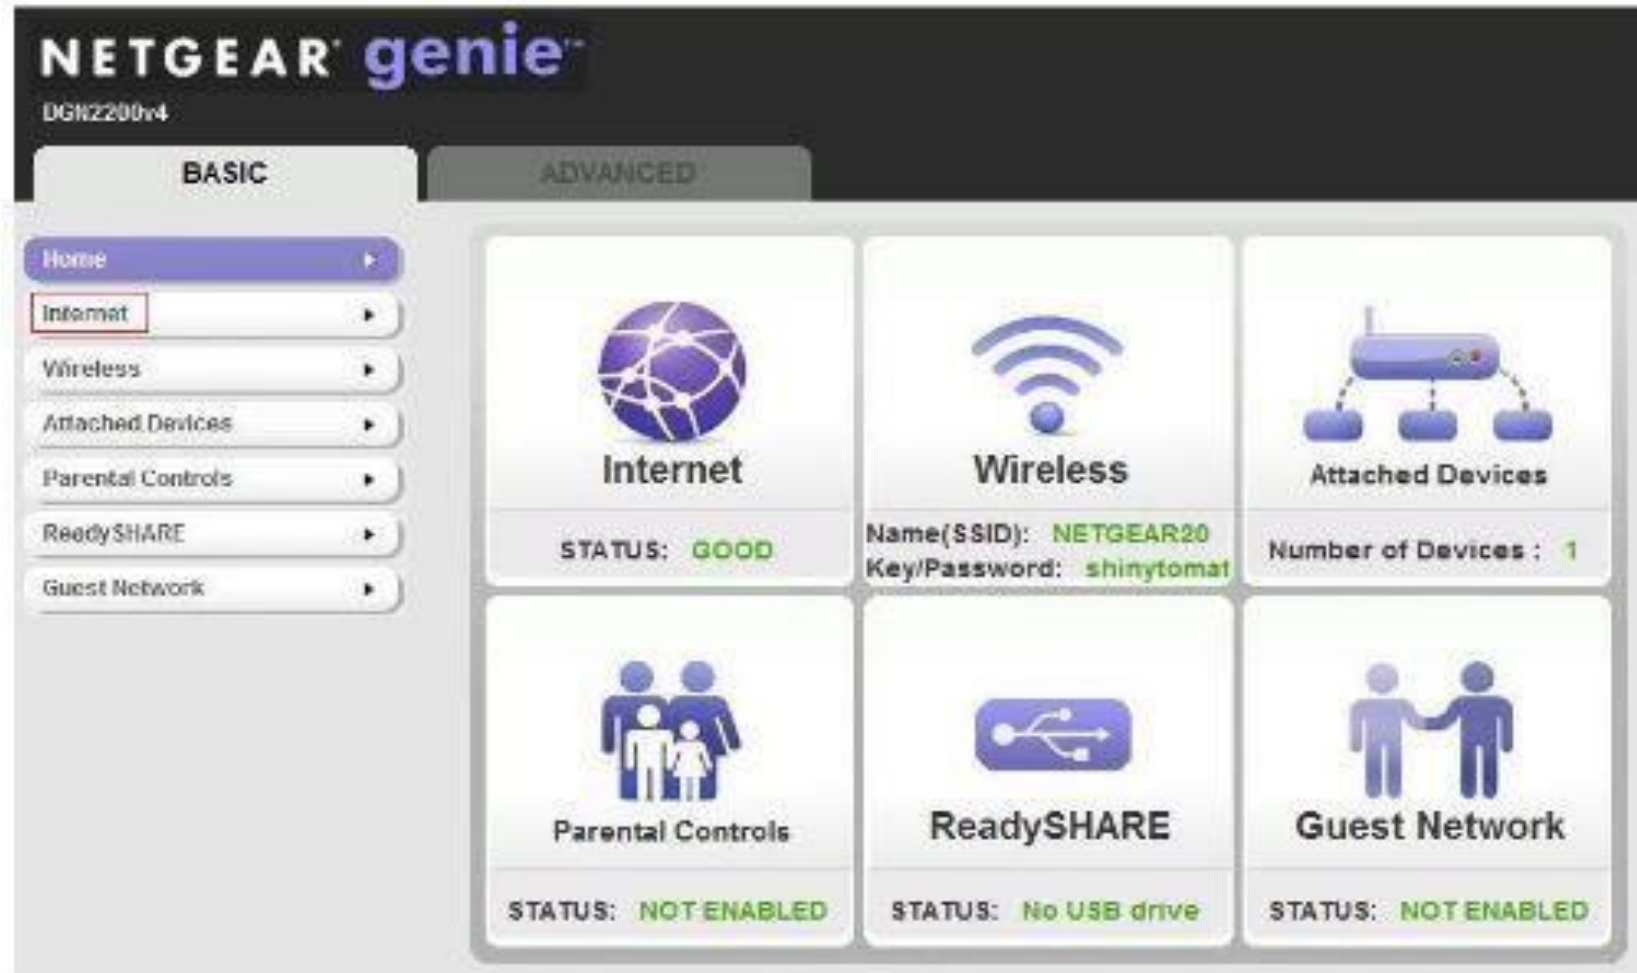 NETGEAR® genie™
DGN2200v4
BASIC
ADVANCED
Home
Internet
Wireless
Attached Devices
Parental Controls
ReadySHARE
Guest Network
Internet
STATUS: GOOD
Wireless
Name(SSID): NETGEAR20
Key/Password: shinytomat
Attached Devices
Number of Devices : 1
Parental Controls
STATUS: NOT ENABLED
ReadySHARE
STATUS: No USB drive
Guest Network
STATUS: NOT ENABLED